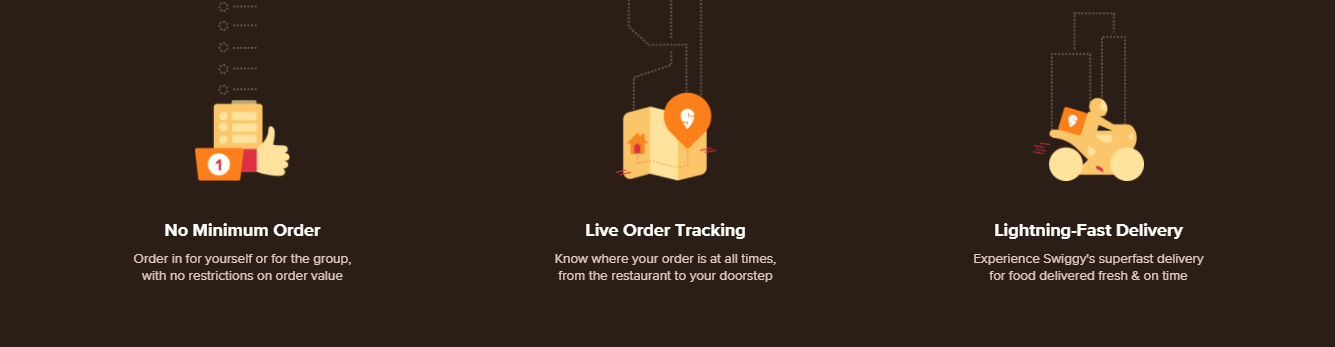 1
No Minimum Order
Order in for yourself or for the group,
with no restrictions on order value
Live Order Tracking
Know where your order is at all times,
from the restaurant to your doorstep
Lightning-Fast Delivery
Experience Swiggy's superfast delivery
for food delivered fresh & on time